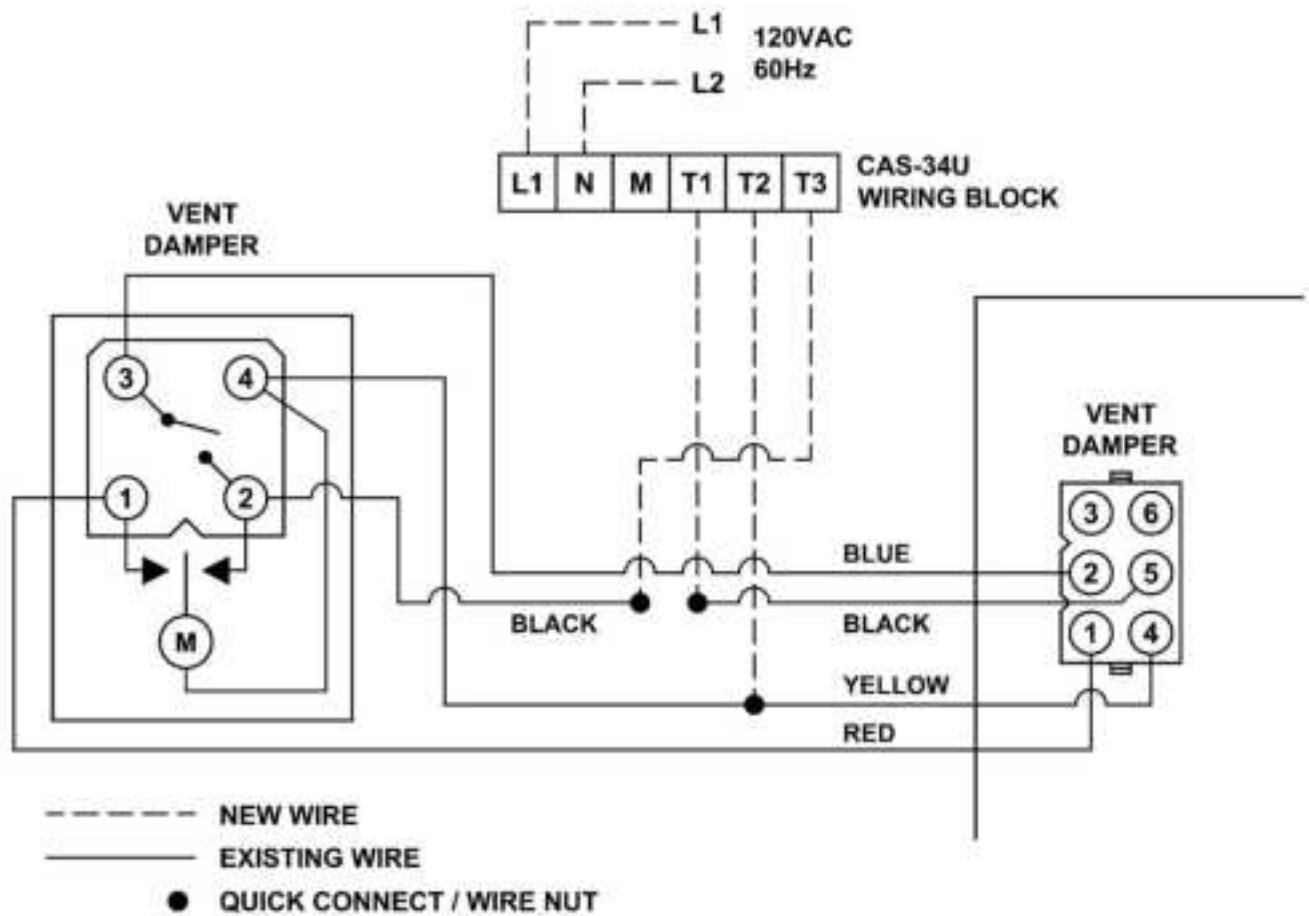 L1
120VAC
60Hz
L2
L1 N M T1 T2 T3
CAS-34U
WIRING BLOCK
VENT
DAMPER
3 4
1 2
M
VENT
DAMPER
3 6
2 5
1 4
BLUE
BLACK
BLACK
YELLOW
RED
NEW WIRE
EXISTING WIRE
QUICK CONNECT / WIRE NUT